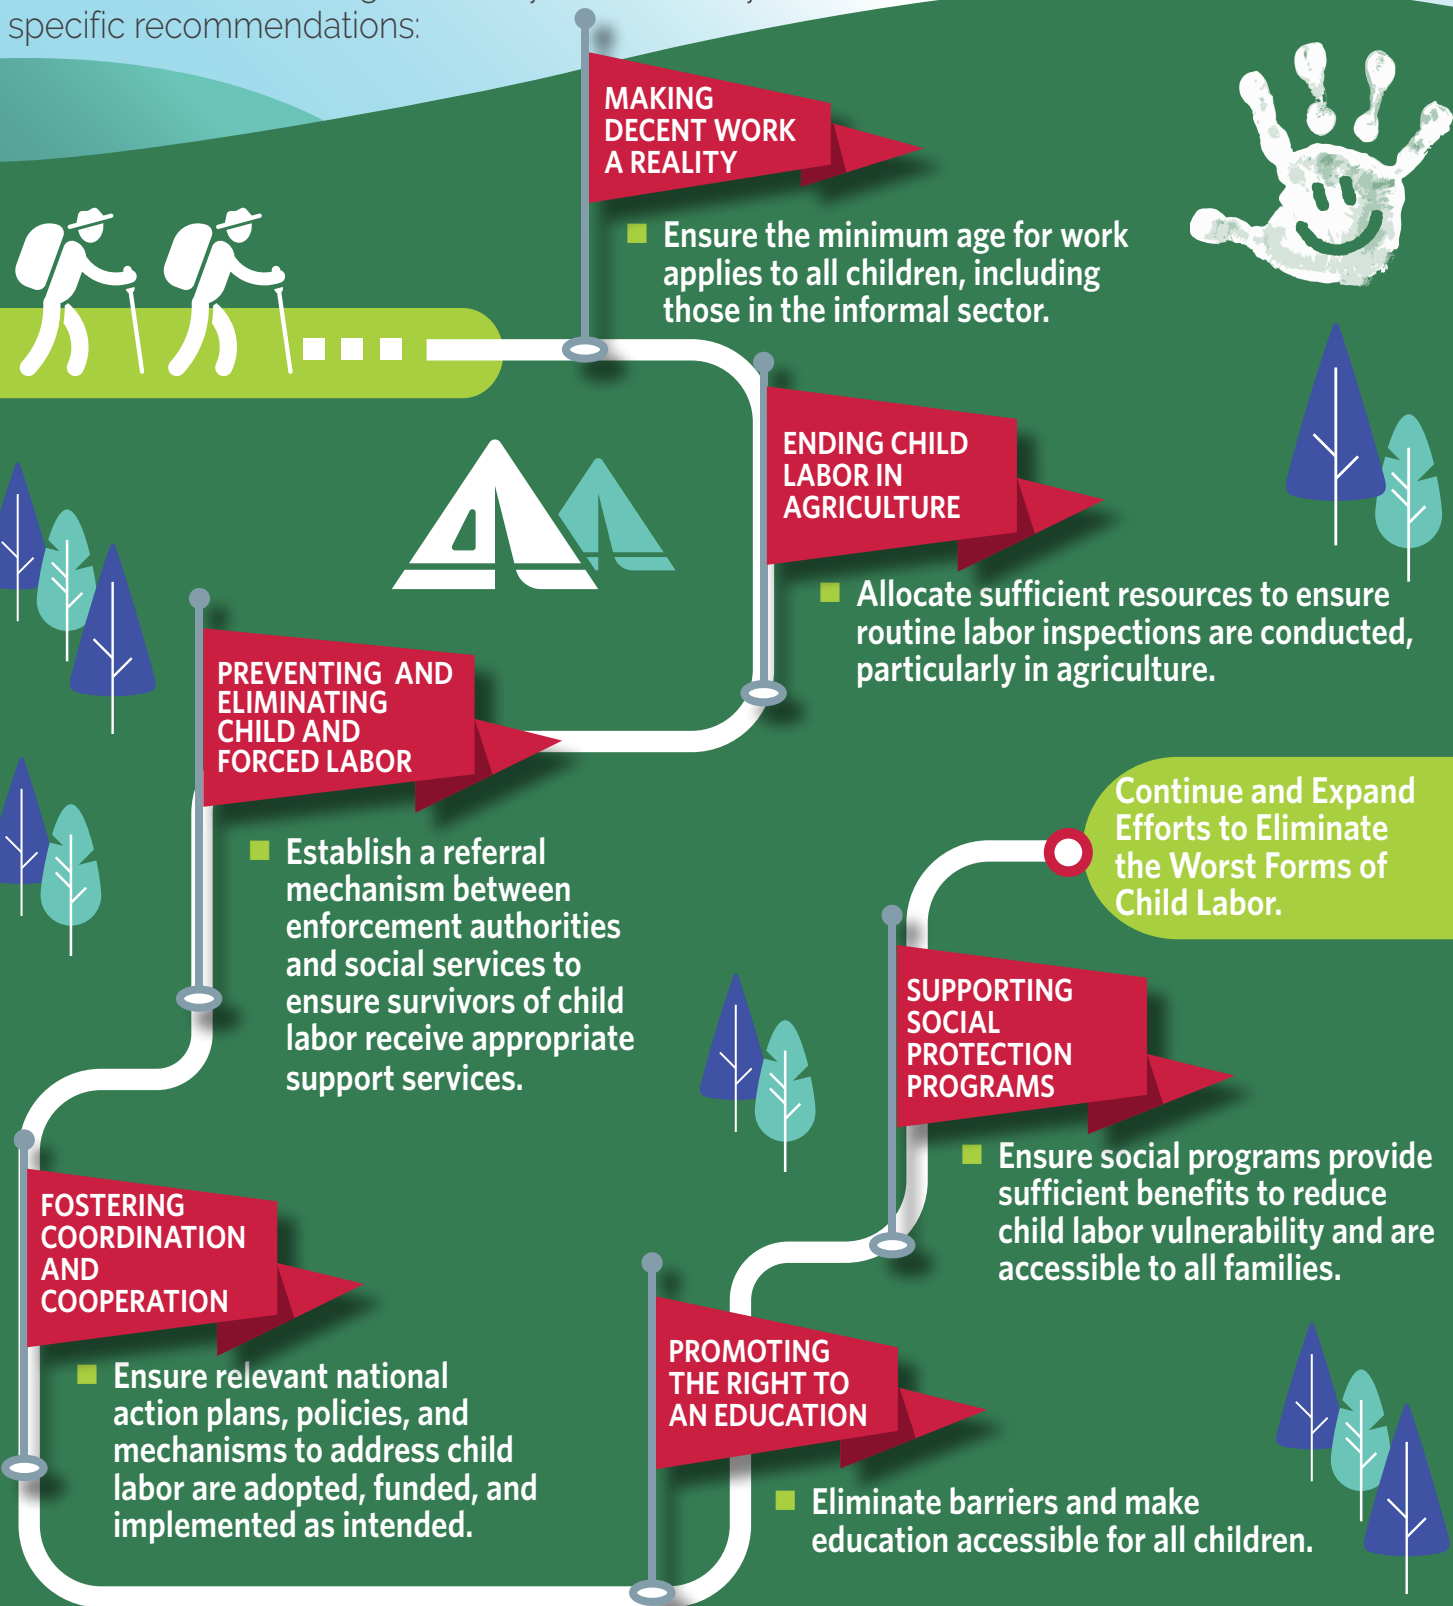 specific recommendations:
MAKING
DECENT WORK
A REALITY
Ensure the minimum age for work
applies to all children, including
those in the informal sector.
ENDING CHILD
LABOR IN
AGRICULTURE
Allocate sufficient resources to ensure
routine labor inspections are conducted,
particularly in agriculture.
PREVENTING AND
ELIMINATING
CHILD AND
FORCED LABOR
Establish a referral
mechanism between
enforcement authorities
and social services to
ensure survivors of child
labor receive appropriate
support services.
FOSTERING
COORDINATION
AND
COOPERATION
Ensure relevant national
action plans, policies, and
mechanisms to address child
labor are adopted, funded, and
implemented as intended.
PROMOTING
THE RIGHT TO
AN EDUCATION
Eliminate barriers and make
education accessible for all children.
SUPPORTING
SOCIAL
PROTECTION
PROGRAMS
Ensure social programs provide
sufficient benefits to reduce
child labor vulnerability and are
accessible to all families.
Continue and Expand
Efforts to Eliminate
the Worst Forms of
Child Labor.